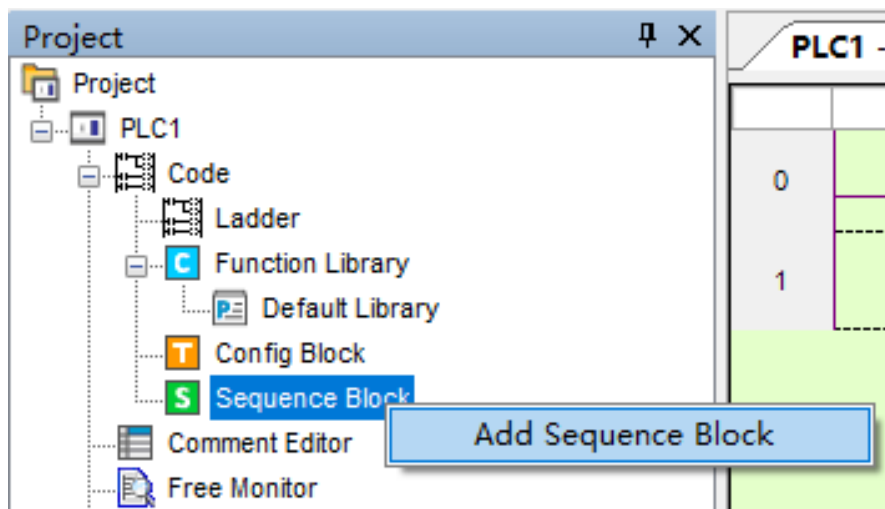 Project
PLC1 -
Project
PLC1
Code
0
Ladder
Function Library
1
Default Library
Config Block
Sequence Block
Add Sequence Block
Comment Editor
Free Monitor